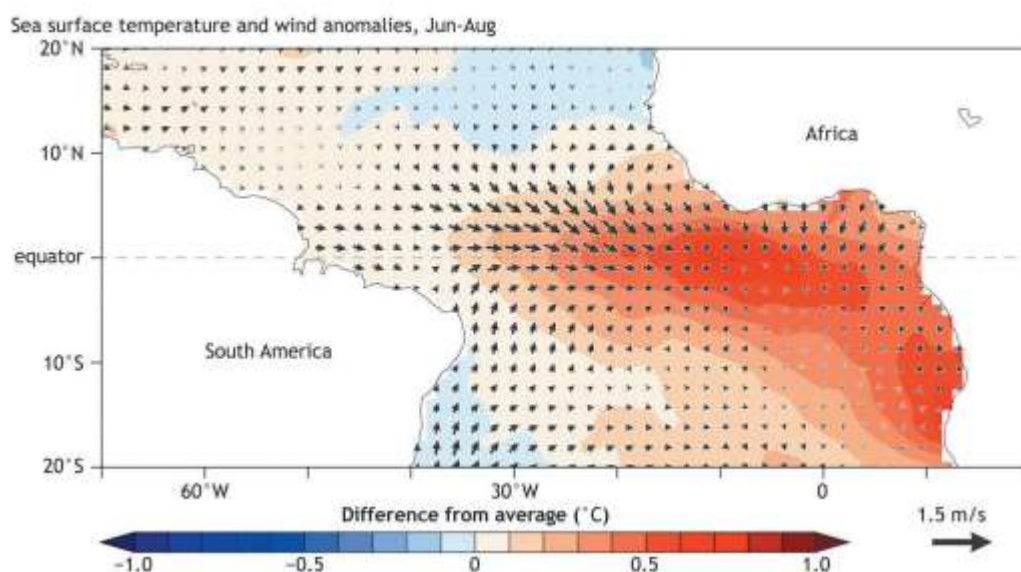 Sea surface temperature and wind anomalies, Jun-Aug
20°N
10°N
Africa
equator
South America
10°S
20°S
60°W
30°W
0
Difference from average (°C)
1.5 m/s
−1.0
−0.5
0
0.5
1.0